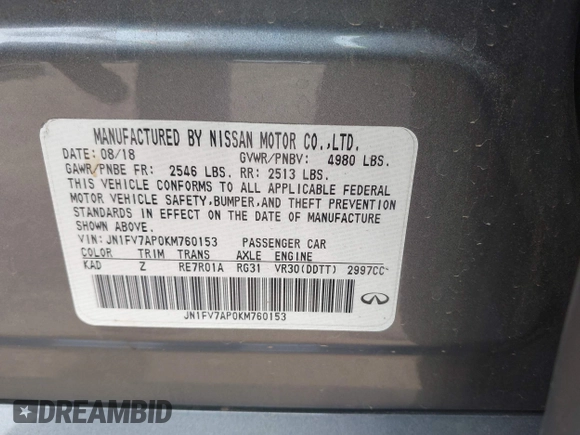 MANUFACTURED BY NISSAN MOTOR CO.,LTD.
DATE: 08/18 GVWR/PNBV: 4980 LBS.
GAWR/PNBE FR: 2546 LBS. RR: 2513 LBS.
THIS VEHICLE CONFORMS TO ALL APPLICABLE FEDERAL
MOTOR VEHICLE SAFETY,BUMPER,AND THEFT PREVENTION
STANDARDS IN EFFECT ON THE DATE OF MANUFACTURE
SHOWN ABOVE.
VIN: JN1FV7AP0KM760153 PASSENGER CAR
COLOR TRIM TRANS AXLE ENGINE
KAD Z RE7R01A RG31 VR30(DDTT) 2997CC
JN1FV7AP0KM760153
DREAMBID